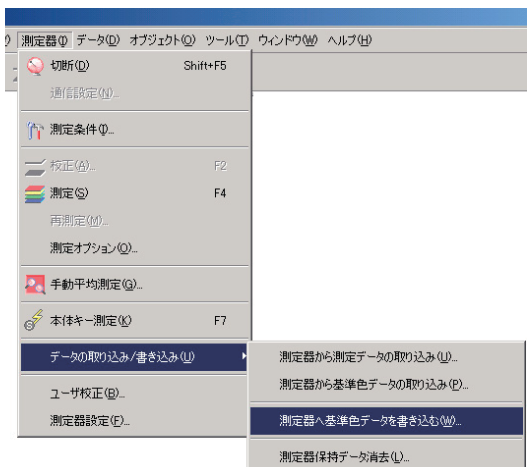 ) 測定器(I) データ(D) オブジェクト(O) ツール(T) ウィンドウ(W) ヘルプ(H)
切断(D) Shift+F5
通信設定(N)...
測定条件(I)...
校正(A)... F2
測定(S) F4
再測定(M)...
測定オプション(O)...
手動平均測定(G)...
本体キー測定(K) F7
データの取り込み/書き込み(U)
ユーザ校正(B)...
測定器設定(F)...
測定器から測定データの取り込み(U)...
測定器から基準色データの取り込み(P)...
測定器へ基準色データを書き込む(W)...
測定器保持データ消去(L)...